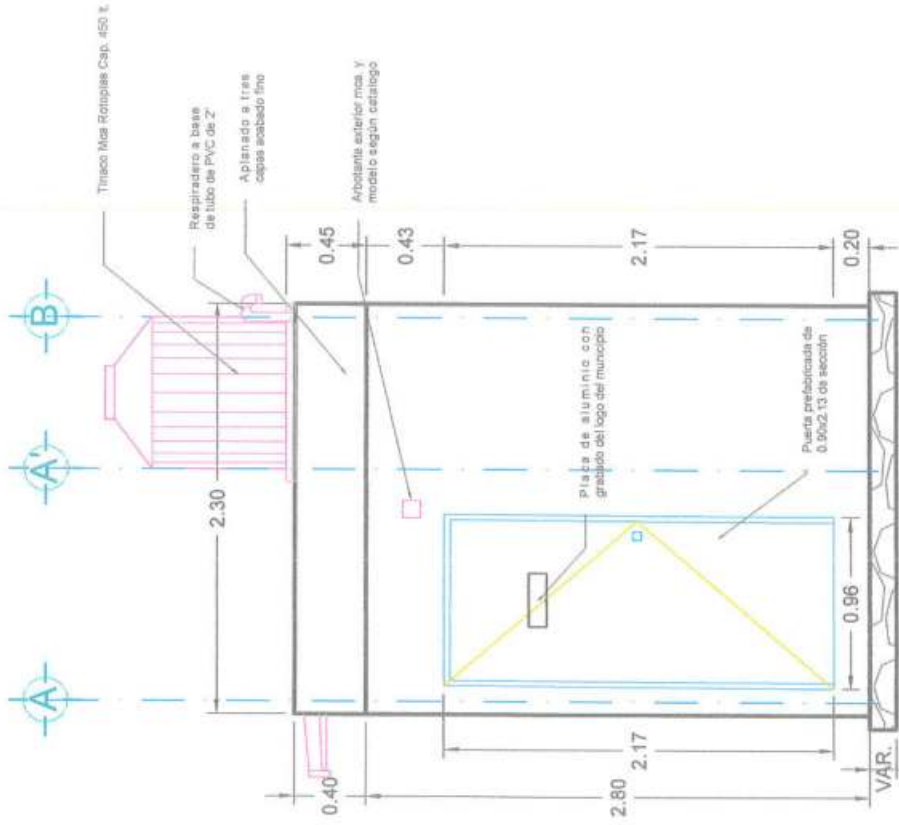 A
A'
B
Tinaco Mca Rotoplas Cap. 450 lt.
Respiradero a base
de tubo de PVC de 2"
Aplanado a tres
capas acabado fino
Arbotante exterior mca. y
modelo según catalogo
2.30
0.45
0.43
2.17
0.20
Placa de aluminio con
grabado del logo del municipio
Puerta prefabricada de
0.90x2.13 de sección
0.96
0.40
2.80
2.17
VAR.